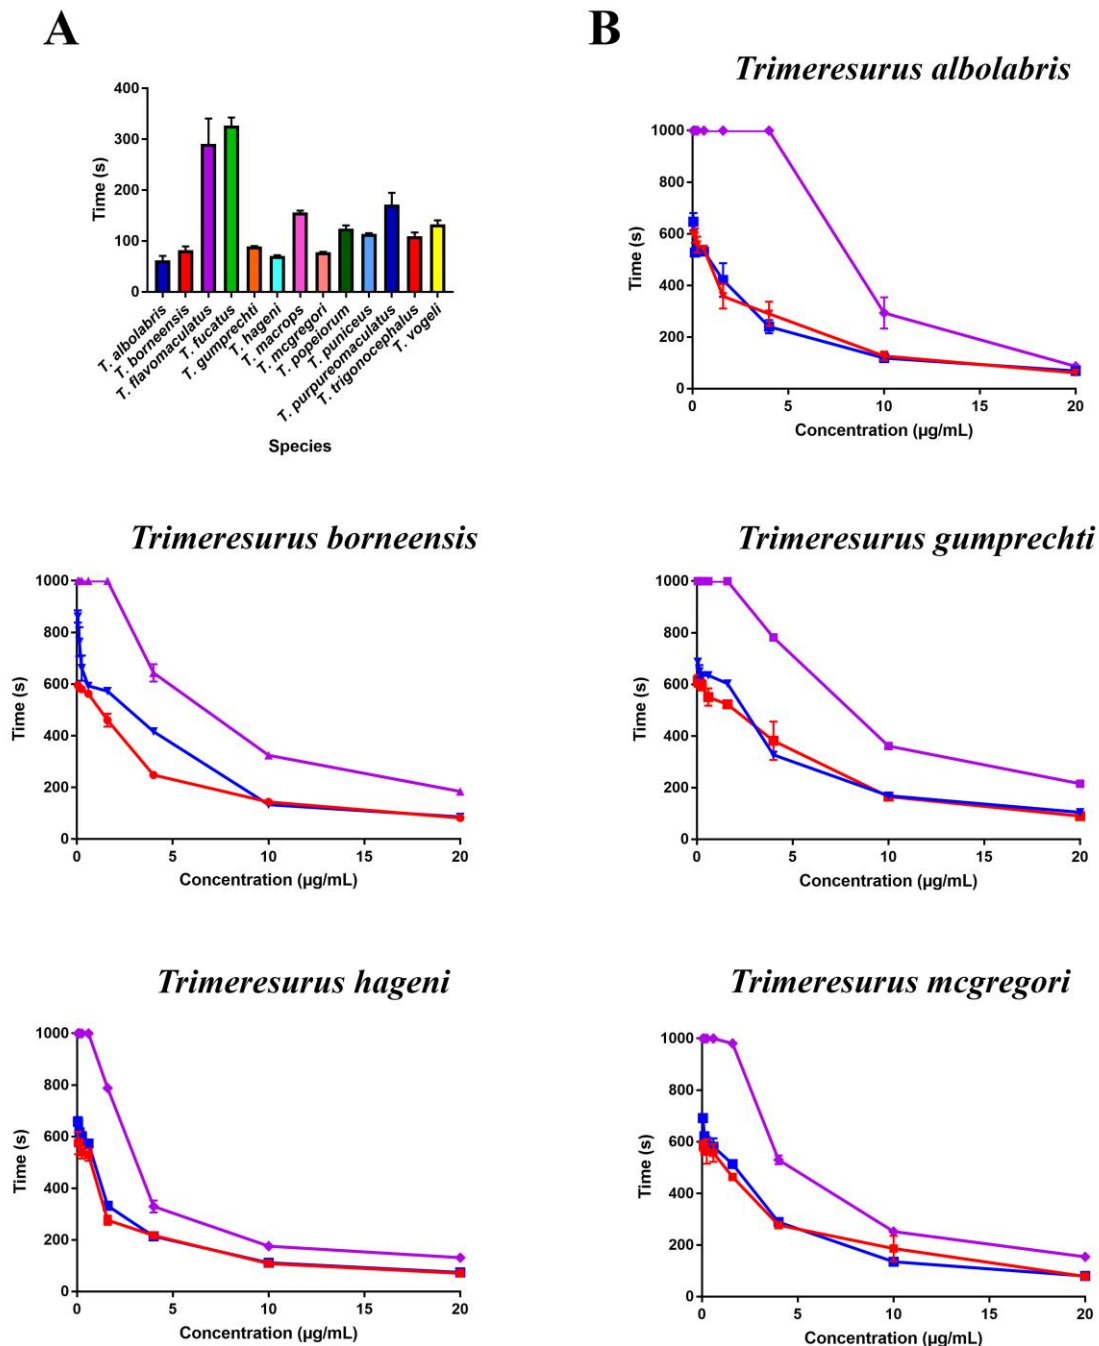 A
400
300
200
100
0
Time (s)
T. albolabris
T. borneensis
T. flavomaculatus
T. fucatus
T. gumprechti
T. hageni
T. macrops
T. mcgregori
T. popeiorum
T. puniceus
T. purpureomaculatus
T. trigonocephalus
T. vogeli
Species
B
Trimeresurus albolabris
1000
800
600
400
200
0
Time (s)
0 5 10 15 20
Concentration (µg/mL)
Trimeresurus borneensis
1000
800
600
400
200
0
Time (s)
0 5 10 15 20
Concentration (µg/mL)
Trimeresurus gumprechti
1000
800
600
400
200
0
Time (s)
0 5 10 15 20
Concentration (µg/mL)
Trimeresurus hageni
1000
800
600
400
200
0
Time (s)
0 5 10 15 20
Concentration (µg/mL)
Trimeresurus mcgregori
1000
800
600
400
200
0
Time (s)
0 5 10 15 20
Concentration (µg/mL)